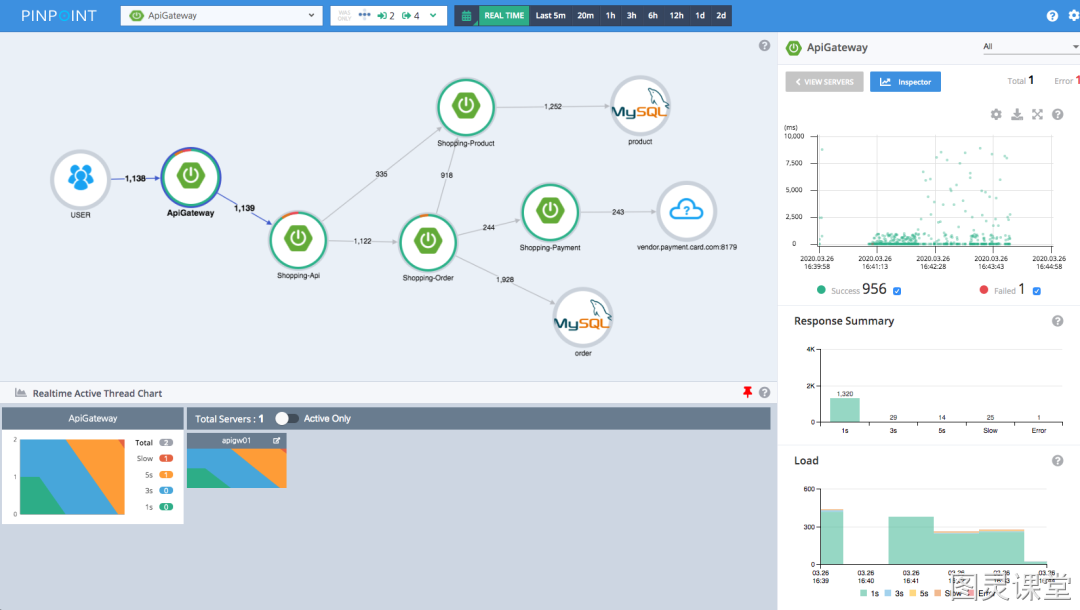 PINPOINT
ApiGateway
WAS ONLY
2
4
REAL TIME
Last 5m
20m
1h
3h
6h
12h
1d
2d
1,138
1,139
335
918
1,252
1,122
244
243
1,928
USER
ApiGateway
Shopping-Api
Shopping-Product
Shopping-Order
Shopping-Payment
MySQL
product
vendor.payment.card.com:8179
MySQL
order
ApiGateway
All
VIEW SERVERS
Inspector
Total 1
Error 1
(ms)
10,000
7,500
5,000
2,500
0
2020.03.26 2020.03.26 2020.03.26 2020.03.26 2020.03.26
16:39:58 16:41:13 16:42:28 16:43:43 16:44:58
Success 956
Failed 1
Response Summary
4K
2K
0
1,320
29
14
25
1
1s
3s
5s
Slow
Error
Load
600
300
0
03.26 03.26 03.26
16:39 16:40 16:41
1s
3s
5s
Slow
图灵课堂
Realtime Active Thread Chart
ApiGateway
2
1
0
Total 2
Slow 1
5s 1
3s 0
1s 0
Total Servers : 1
Active Only
apigw01